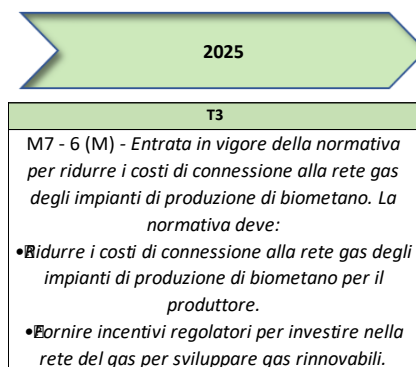 2025
T3
M7 - 6 (M) - Entrata in vigore della normativa
per ridurre i costi di connessione alla rete gas
degli impianti di produzione di biometano. La
normativa deve:
•Ridurre i costi di connessione alla rete gas degli
impianti di produzione di biometano per il
produttore.
•Fornire incentivi regolatori per investire nella
rete del gas per sviluppare gas rinnovabili.